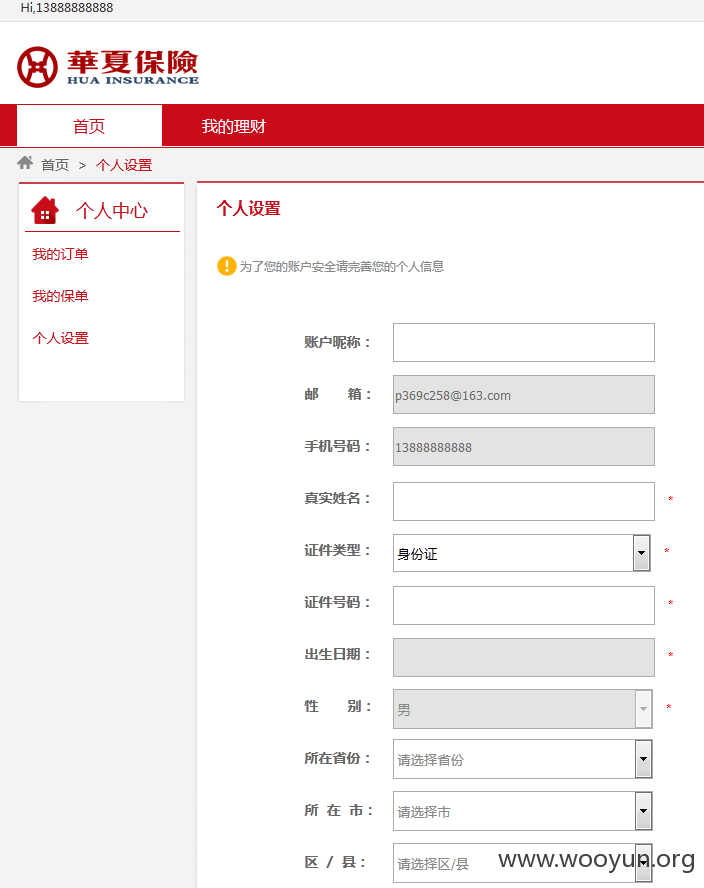 Hi,13888888888
華夏保險
HUA INSURANCE
首页 我的理财
首页 > 个人设置
个人中心
我的订单
我的保单
个人设置
个人设置
为了您的账户安全请完善您的个人信息
账户昵称：
邮 箱： p369c258@163.com
手机号码： 13888888888
真实姓名： *
证件类型： 身份证 *
证件号码： *
出生日期： *
性 别： 男 *
所在省份： 请选择省份
所 在 市： 请选择市
区 / 县： 请选择区/县
www.wooyun.org